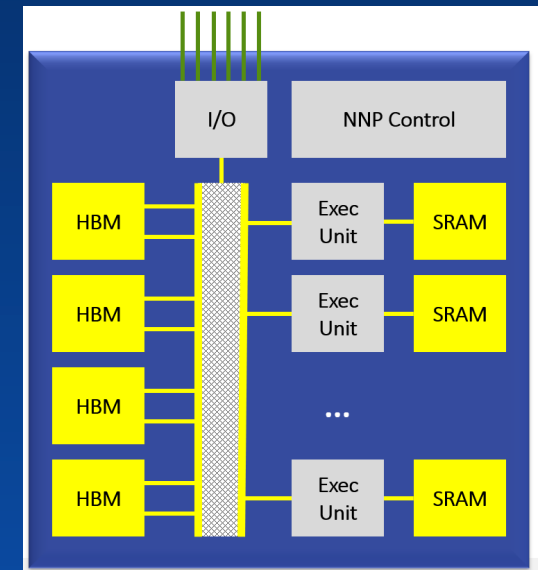 I/O
NNP Control
HBM
Exec
Unit
SRAM
HBM
Exec
Unit
SRAM
HBM
...
HBM
Exec
Unit
SRAM